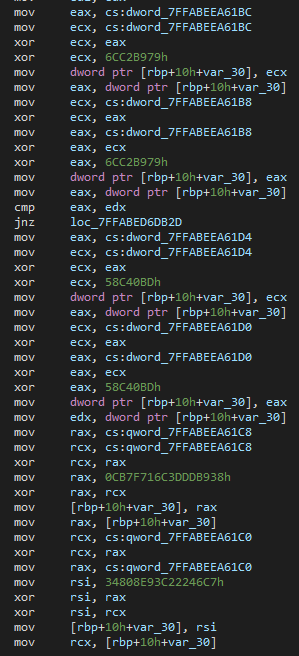 mov eax, cs:dword_7FFABEEA61BC
mov ecx, cs:dword_7FFABEEA61BC
xor ecx, eax
xor ecx, 6CC2B979h
mov dword ptr [rbp+10h+var_30], ecx
mov eax, dword ptr [rbp+10h+var_30]
mov ecx, cs:dword_7FFABEEA61B8
xor ecx, eax
mov eax, cs:dword_7FFABEEA61B8
xor eax, ecx
xor eax, 6CC2B979h
mov dword ptr [rbp+10h+var_30], eax
mov eax, dword ptr [rbp+10h+var_30]
cmp eax, edx
jnz loc_7FFABED6DB2D
mov eax, cs:dword_7FFABEEA61D4
mov ecx, cs:dword_7FFABEEA61D4
xor ecx, eax
xor ecx, 58C40BDh
mov dword ptr [rbp+10h+var_30], ecx
mov eax, dword ptr [rbp+10h+var_30]
mov ecx, cs:dword_7FFABEEA61D0
xor ecx, eax
mov eax, cs:dword_7FFABEEA61D0
xor eax, ecx
xor eax, 58C40BDh
mov dword ptr [rbp+10h+var_30], eax
mov edx, dword ptr [rbp+10h+var_30]
mov rax, cs:qword_7FFABEEA61C8
mov rcx, cs:qword_7FFABEEA61C8
xor rcx, rax
mov rax, 0CB7F716C3DDDB938h
xor rax, rcx
mov [rbp+10h+var_30], rax
mov rax, [rbp+10h+var_30]
mov rcx, cs:qword_7FFABEEA61C0
xor rcx, rax
mov rax, cs:qword_7FFABEEA61C0
mov rsi, 34808E93C22246C7h
xor rsi, rax
xor rsi, rcx
mov [rbp+10h+var_30], rsi
mov rcx, [rbp+10h+var_30]